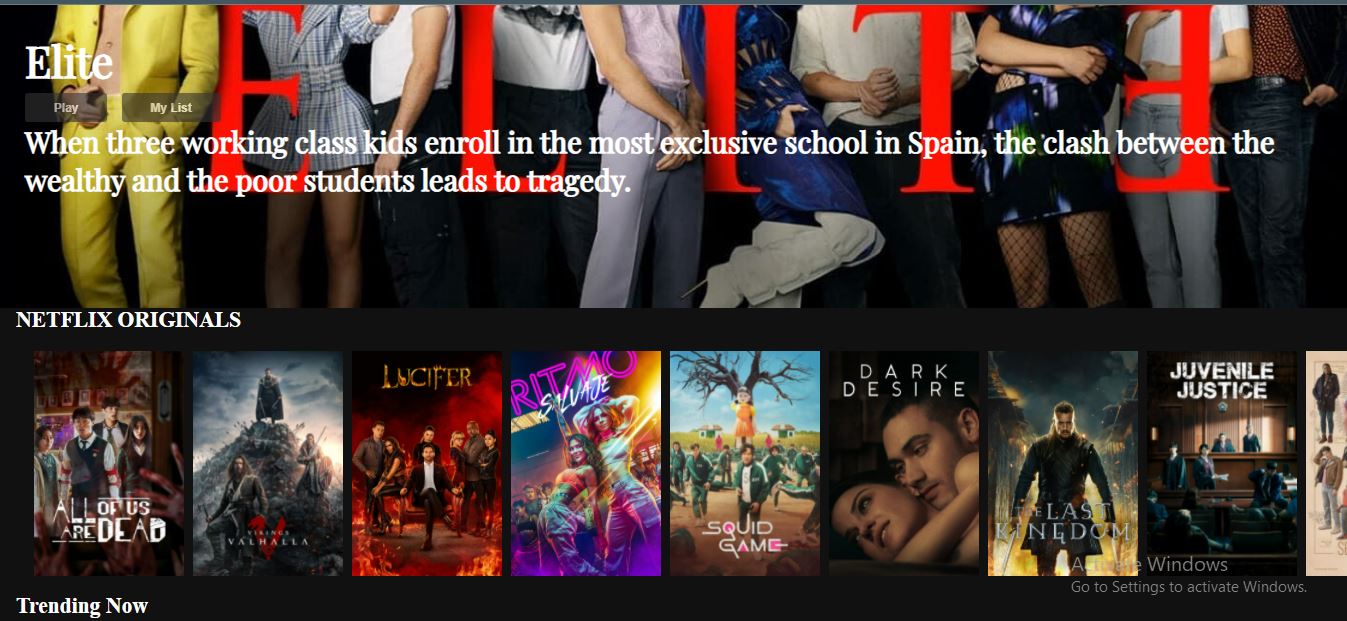 ELITE
Elite
Play
My List
When three working class kids enroll in the most exclusive school in Spain, the clash between the
wealthy and the poor students leads to tragedy.
NETFLIX ORIGINALS
ALL OF US
ARE DEAD
VIKINGS
VALHALLA
LUCIFER
RITMO
SALVAJE
SQUID
GAME
DARK
DESIRE
THE LAST
KINGDOM
JUVENILE
JUSTICE
Activate Windows
Go to Settings to activate Windows.
Trending Now